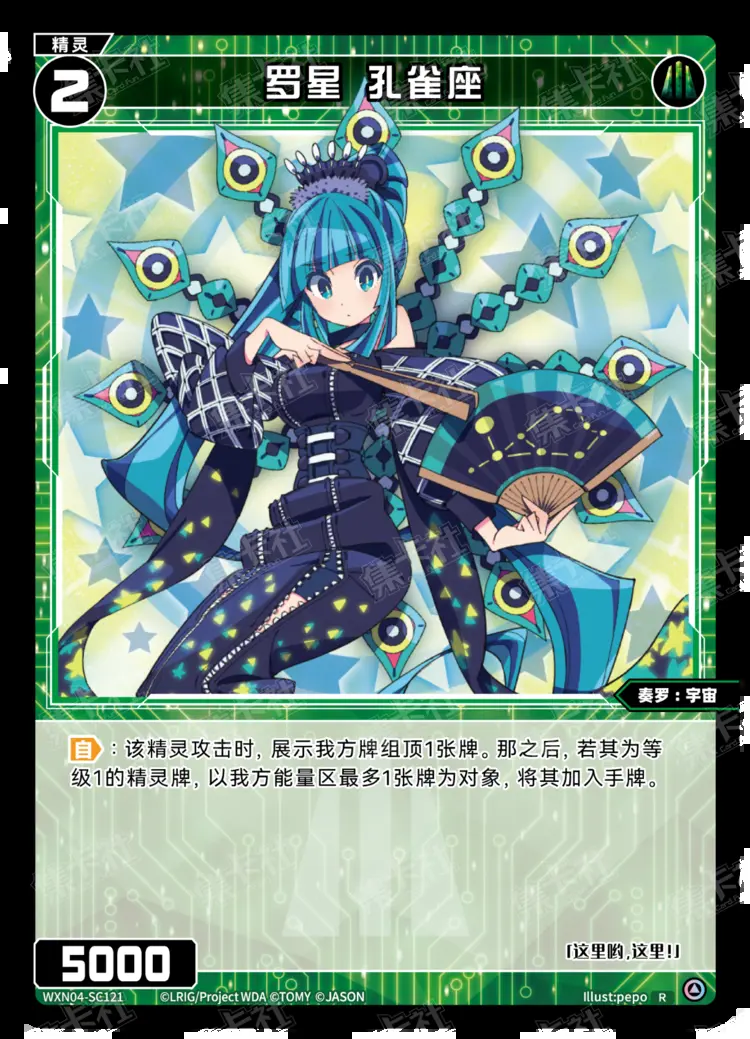 精灵
2
罗星 孔雀座
奏罗：宇宙
自：该精灵攻击时，展示我方牌组顶1张牌。那之后，若其为等
级1的精灵牌，以我方能量区最多1张牌为对象，将其加入手牌。
「这里哟,这里!」
5000
WXN04-SC121 ©LRIG/Project WDA ©TOMY ©JASON
Illust:pepo R
集卡社